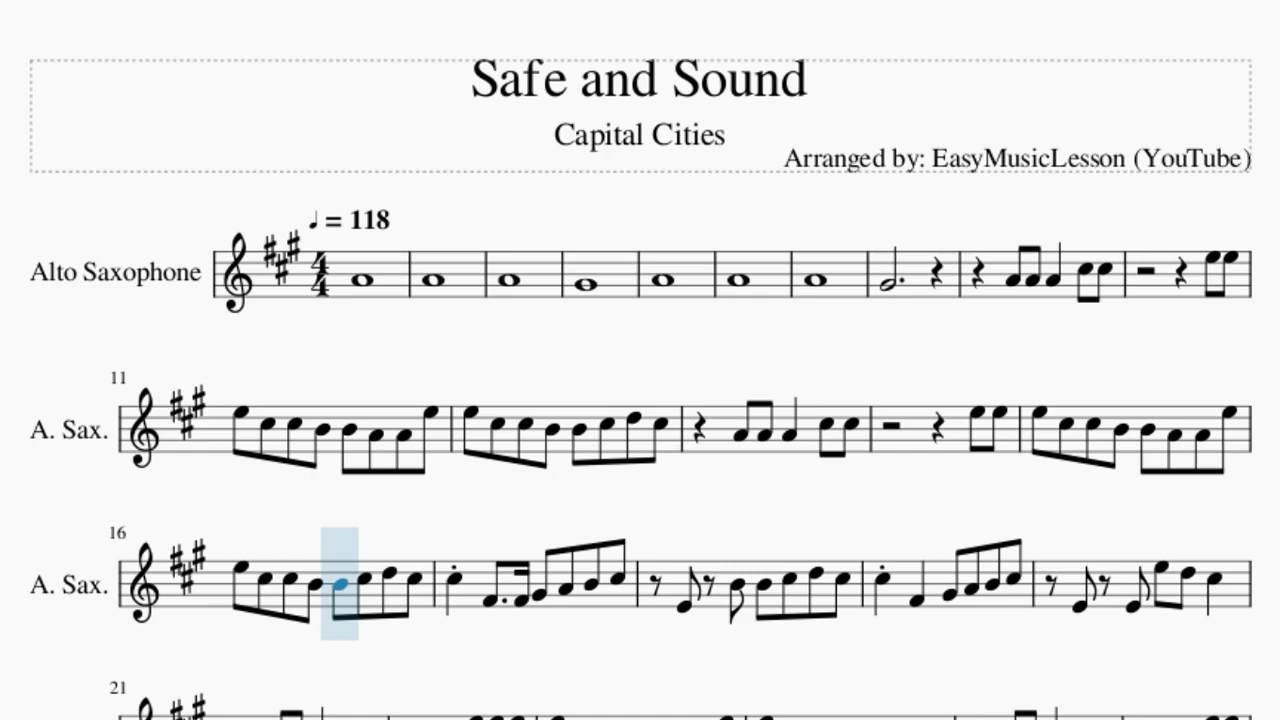 Safe and Sound
Capital Cities
Arranged by: EasyMusicLesson (YouTube)
♩ = 118
Alto Saxophone
4
4
11
A. Sax.
16
A. Sax.
21